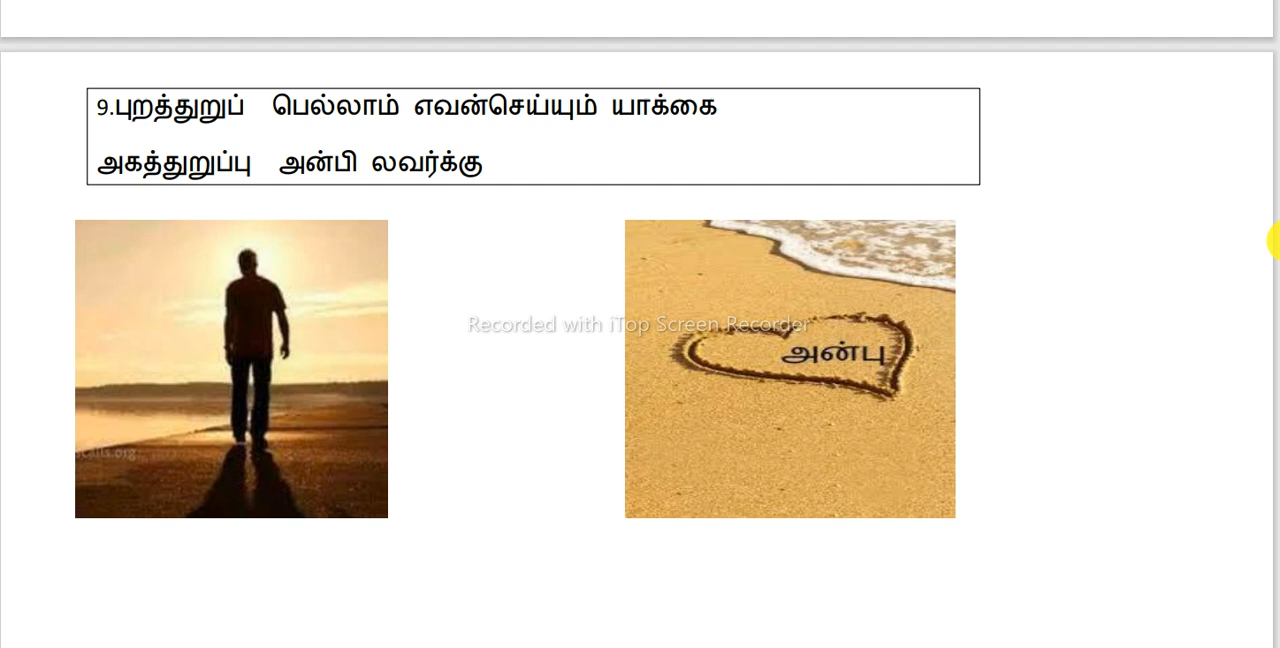 9.புறத்துறுப் பெல்லாம் எவன்செய்யும் யாக்கை
அகத்துறுப்பு அன்பி லவர்க்கு
Recorded with iTop Screen Recorder
அன்பு